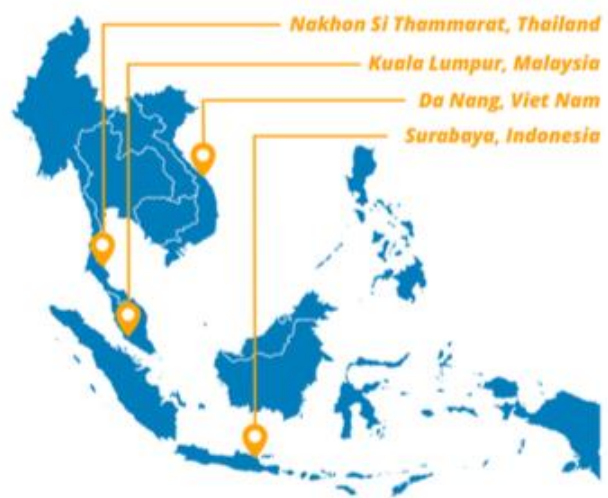 Nakhon Si Thammarat, Thailand
Kuala Lumpur, Malaysia
Da Nang, Viet Nam
Surabaya, Indonesia